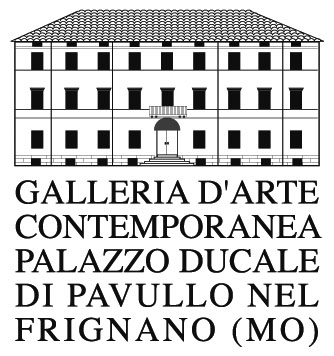 GALLERIA D'ARTE
CONTEMPORANEA
PALAZZO DUCALE
DI PAVULLO NEL
FRIGNANO (MO)